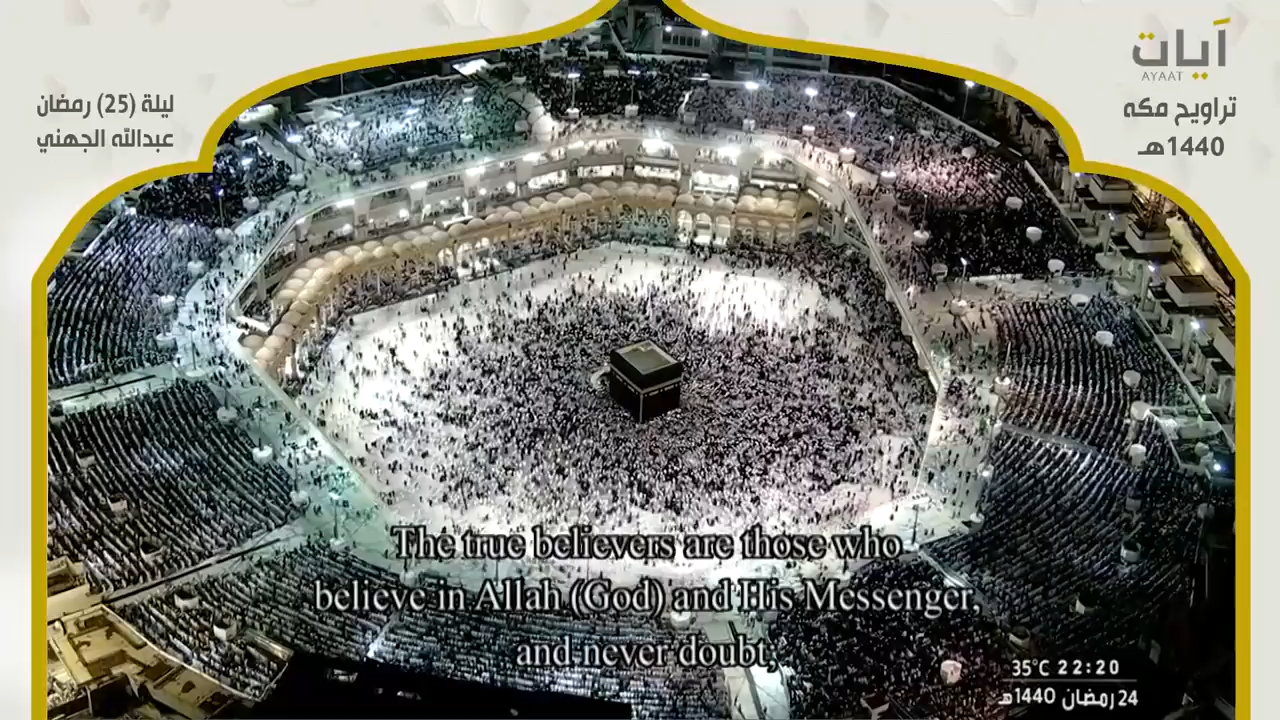 آيات
AYAAT
تراويح مكه
1440هـ
ليلة (25) رمضان
عبدالله الجهني
The true believers are those who
believe in Allah (God) and His Messenger,
and never doubt,
35°C 22:20
24 رمضان 1440هـ